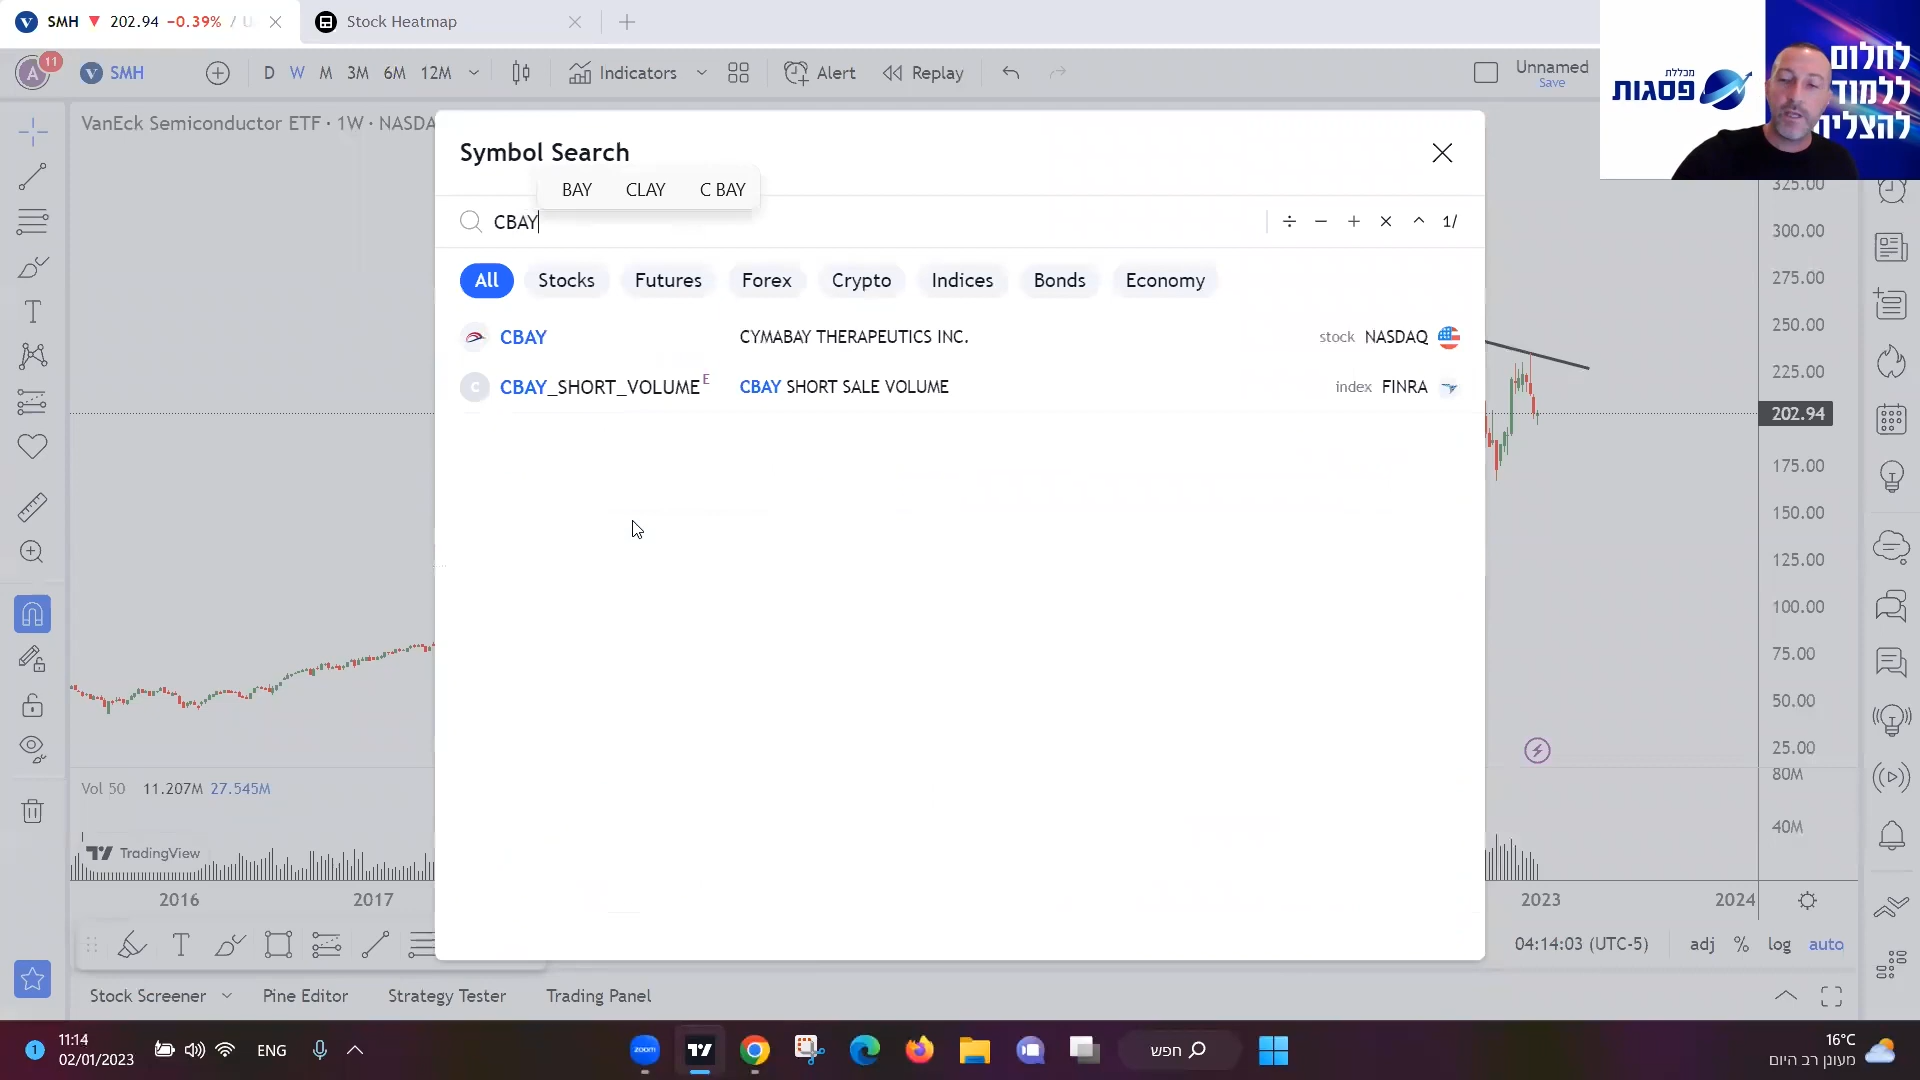 SMH ▼ 202.94 −0.39% / U
Stock Heatmap
A 11
SMH
D W M 3M 6M 12M
Indicators
Alert
Replay
Unnamed
Save
מכללת
פסגות
לחלום
ללמוד
להצליח
VanEck Semiconductor ETF · 1W · NASDA
Symbol Search
BAY CLAY C BAY
CBAY
÷ − + × ^ 1/
All Stocks Futures Forex Crypto Indices Bonds Economy
CBAY CYMABAY THERAPEUTICS INC. stock NASDAQ
C CBAY_SHORT_VOLUME E CBAY SHORT SALE VOLUME index FINRA
325.00
300.00
275.00
250.00
225.00
202.94
175.00
150.00
125.00
100.00
75.00
50.00
25.00
80M
40M
Vol 50 11.207M 27.545M
TradingView
2016 2017 2023 2024
04:14:03 (UTC-5) adj % log auto
Stock Screener Pine Editor Strategy Tester Trading Panel
1
11:14
02/01/2023
ENG
zoom
חפש
16°C
מעונן רב היום